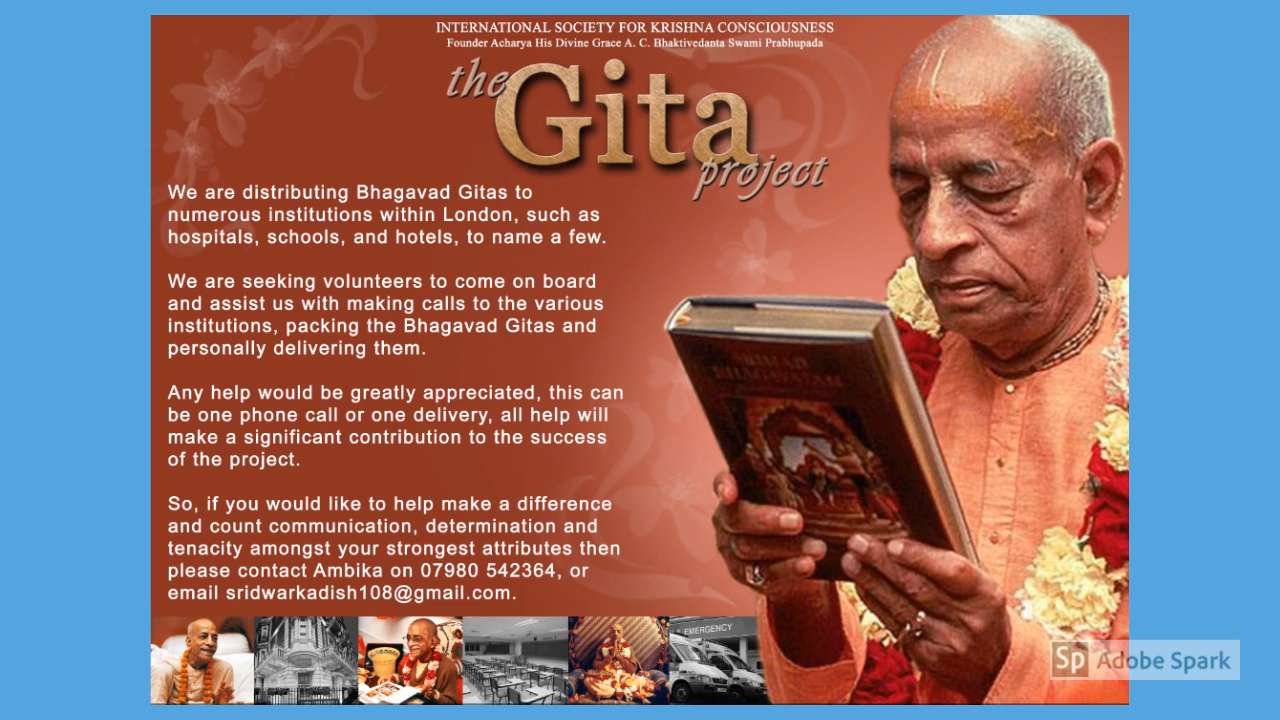 INTERNATIONAL SOCIETY FOR KRISHNA CONSCIOUSNESS
Founder Acharya His Divine Grace A. C. Bhaktivedanta Swami Prabhupada
the Gita project
We are distributing Bhagavad Gitas to
numerous institutions within London, such as
hospitals, schools, and hotels, to name a few.
We are seeking volunteers to come on board
and assist us with making calls to the various
institutions, packing the Bhagavad Gitas and
personally delivering them.
Any help would be greatly appreciated, this can
be one phone call or one delivery, all help will
make a significant contribution to the success
of the project.
So, if you would like to help make a difference
and count communication, determination and
tenacity amongst your strongest attributes then
please contact Ambika on 07980 542364, or
email sridwarkadish108@gmail.com.
EMERGENCY
Sp Adobe Spark